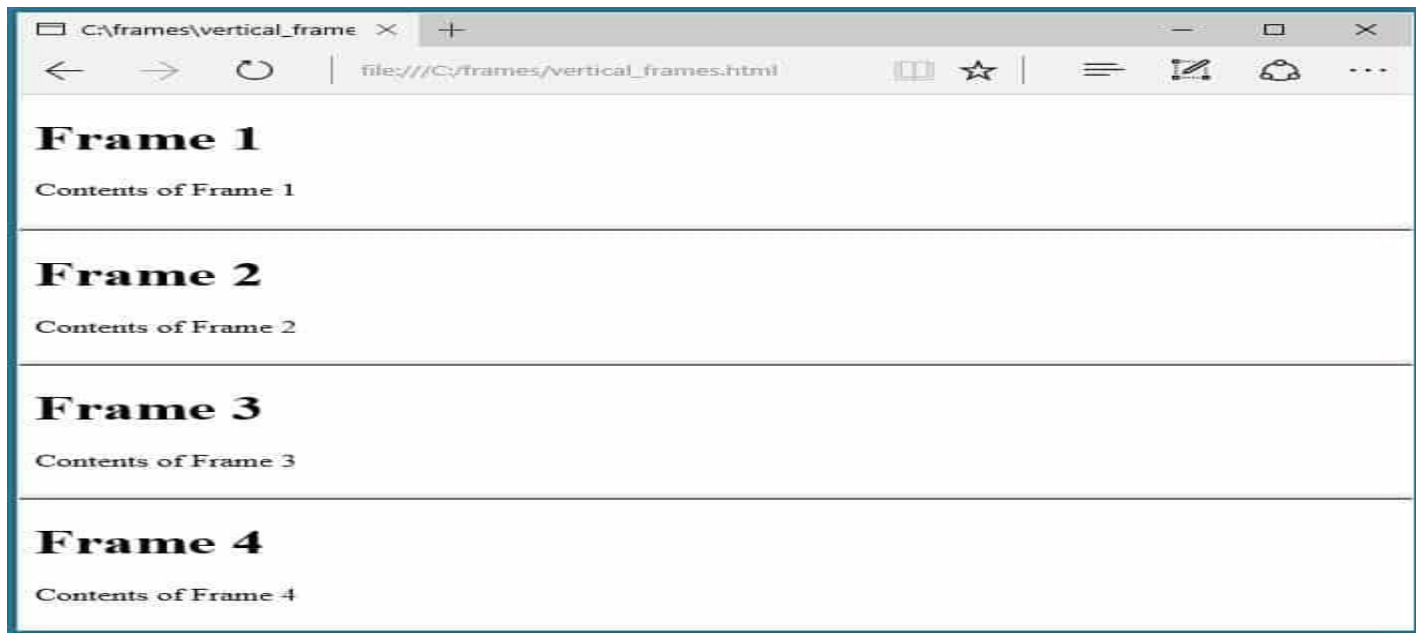 C:\frames\vertical_frame
file:///C:/frames/vertical_frames.html
Frame 1
Contents of Frame 1
Frame 2
Contents of Frame 2
Frame 3
Contents of Frame 3
Frame 4
Contents of Frame 4